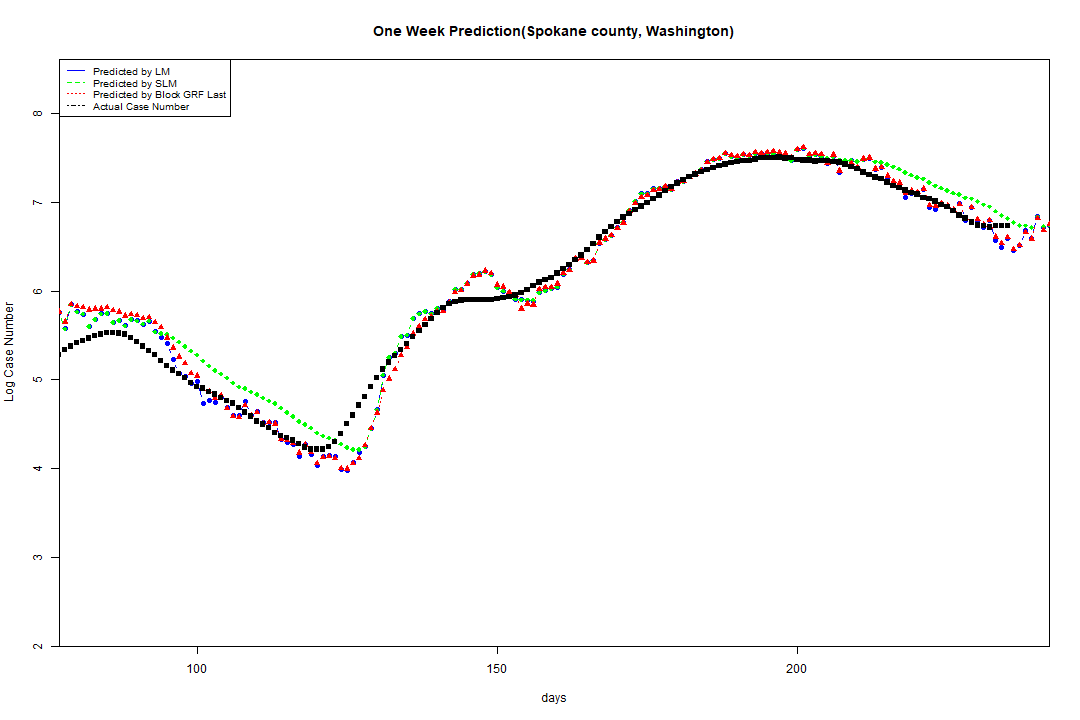 One Week Prediction(Spokane county, Washington)
Predicted by LM
Predicted by SLM
Predicted by Block GRF Last
Actual Case Number
8
7
6
5
4
3
2
Log Case Number
100 150 200
days